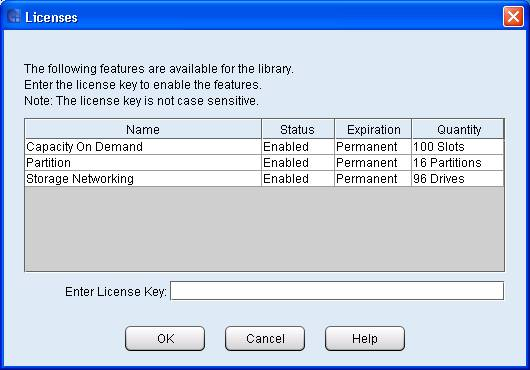 Licenses
The following features are available for the library.
Enter the license key to enable the features.
Note: The license key is not case sensitive.
Name Status Expiration Quantity
Capacity On Demand Enabled Permanent 100 Slots
Partition Enabled Permanent 16 Partitions
Storage Networking Enabled Permanent 96 Drives
Enter License Key:
OK Cancel Help